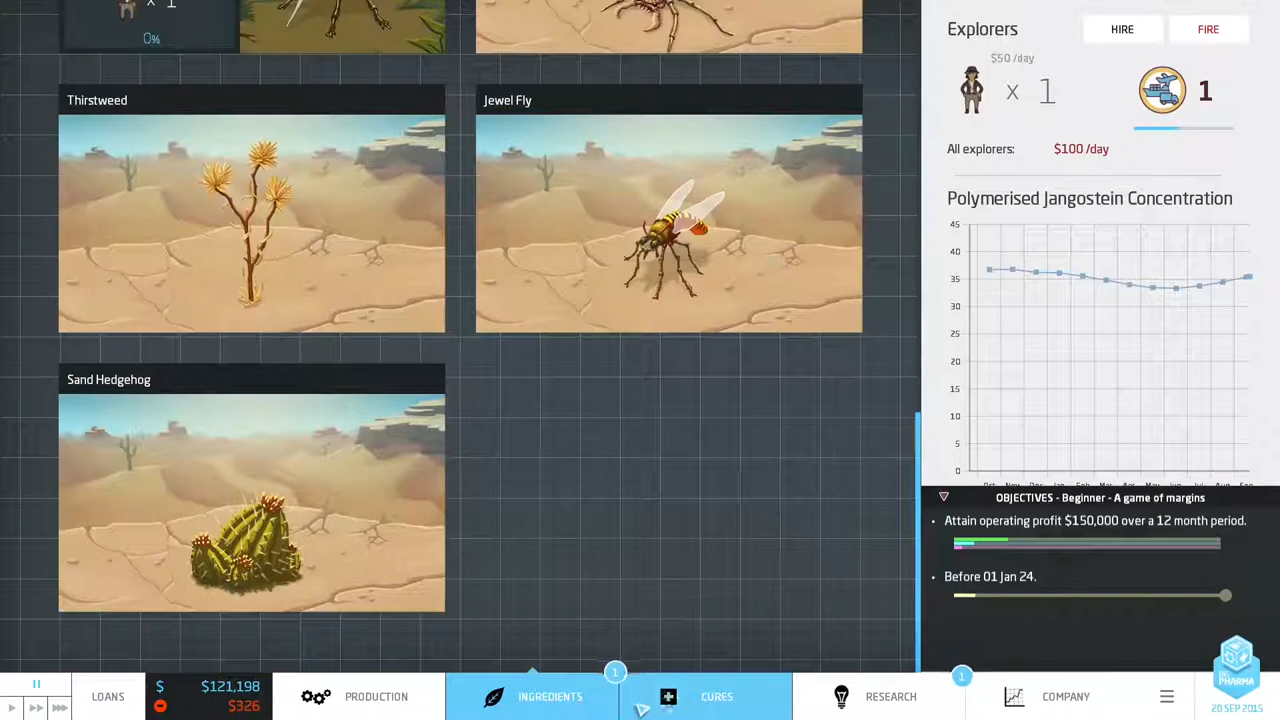 x 1
0%
Thirstweed
Jewel Fly
Sand Hedgehog
Explorers
HIRE
FIRE
$50 /day
x 1
1
All explorers: $100 /day
Polymerised Jangostein Concentration
45
40
35
30
25
20
15
10
5
0
OBJECTIVES - Beginner - A game of margins
• Attain operating profit $150,000 over a 12 month period.
• Before 01 Jan 24.
LOANS
$ $121,198
$326
PRODUCTION
INGREDIENTS
1
CURES
RESEARCH
1
COMPANY
BIG PHARMA
20 SEP 2015